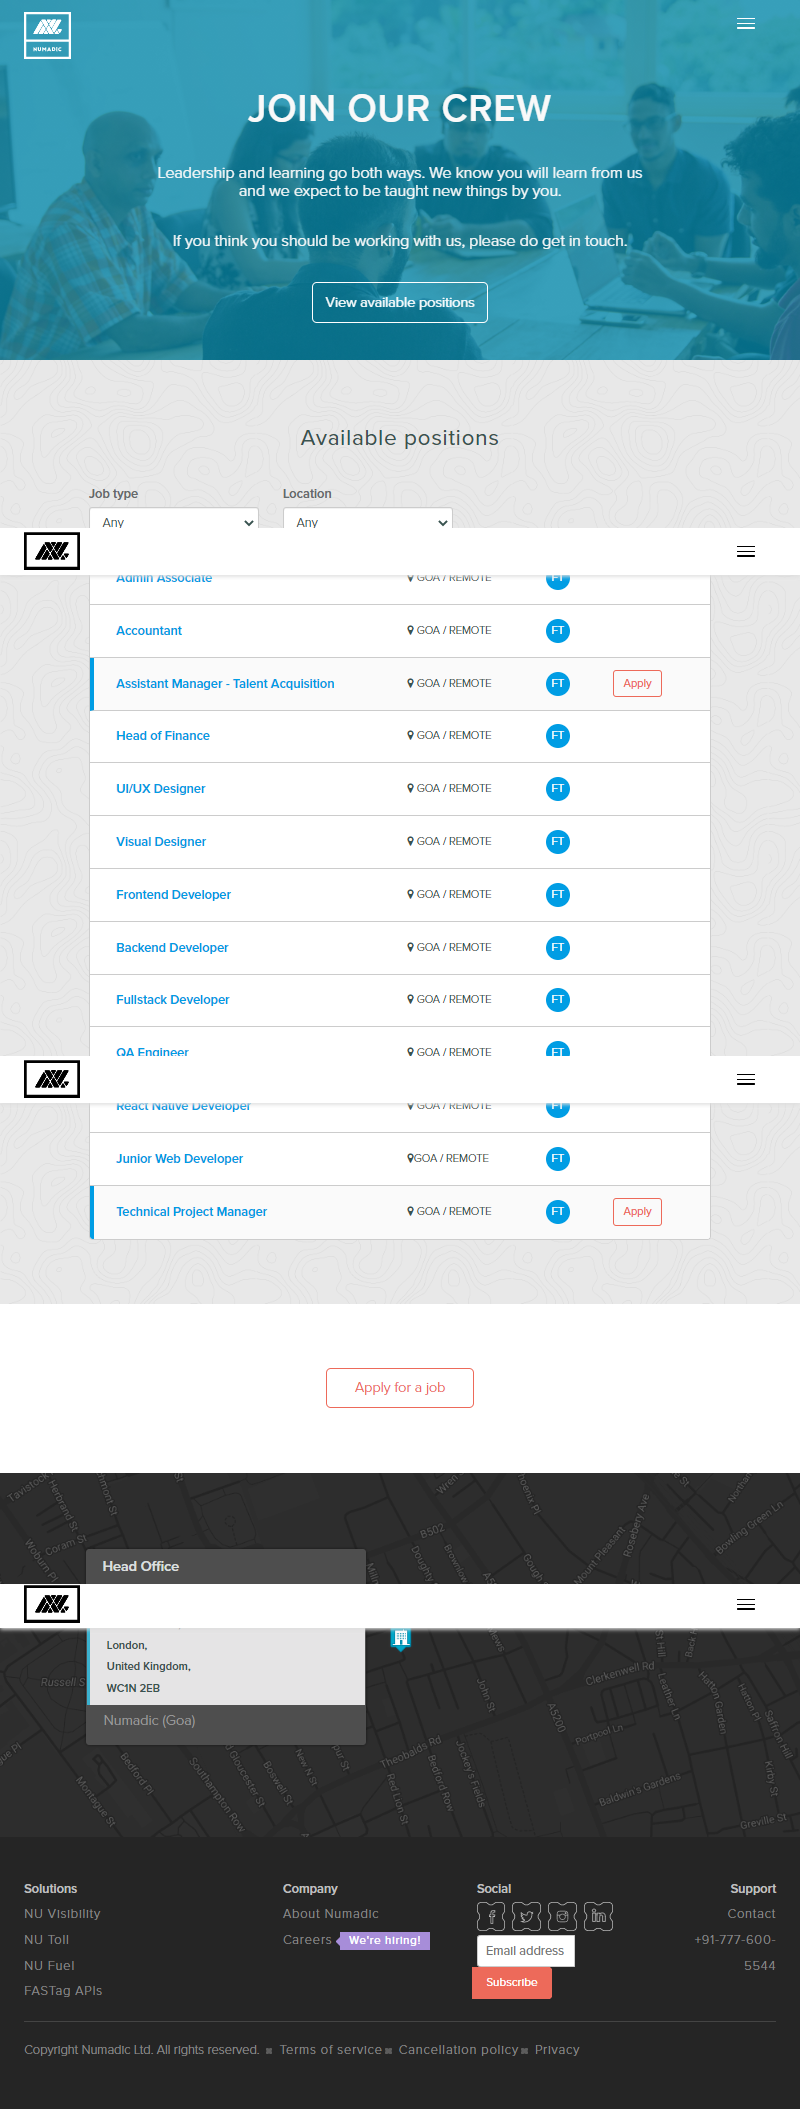 NUMADIC
JOIN OUR CREW
Leadership and learning go both ways. We know you will learn from us
and we expect to be taught new things by you.
If you think you should be working with us, please do get in touch.
View available positions
Available positions
Job type
Location
Any
Any
Admin Associate GOA / REMOTE FT
Accountant GOA / REMOTE FT
Assistant Manager - Talent Acquisition GOA / REMOTE FT Apply
Head of Finance GOA / REMOTE FT
UI/UX Designer GOA / REMOTE FT
Visual Designer GOA / REMOTE FT
Frontend Developer GOA / REMOTE FT
Backend Developer GOA / REMOTE FT
Fullstack Developer GOA / REMOTE FT
QA Engineer GOA / REMOTE FT
React Native Developer GOA / REMOTE FT
Junior Web Developer GOA / REMOTE FT
Technical Project Manager GOA / REMOTE FT Apply
Apply for a job
Tavistock
Herbrand St
Coram St
Woburn Pl
B502
Mount Pleasant
Rosebery Ave
Bowling Green Ln
Head Office
London,
United Kingdom,
WC1N 2EB
Numadic (Goa)
Russell S
Clerkenwell Rd
Leather Ln
Hatton Garden
Hatton Pl
Saffron Hill
Kirby St
Greville St
John St
A5200
Portpool Ln
Baldwin's Gardens
Theobalds Rd
Jockey's Fields
Bedford Row
Red Lion St
New N St
Boswell St
Gloucester St
Southampton Row
Bedford Pl
Montague St
Solutions
NU Visibility
NU Toll
NU Fuel
FASTag APIs
Company
About Numadic
Careers We're hiring!
Social
Email address
Subscribe
Support
Contact
+91-777-600-
5544
Copyright Numadic Ltd. All rights reserved. Terms of service Cancellation policy Privacy